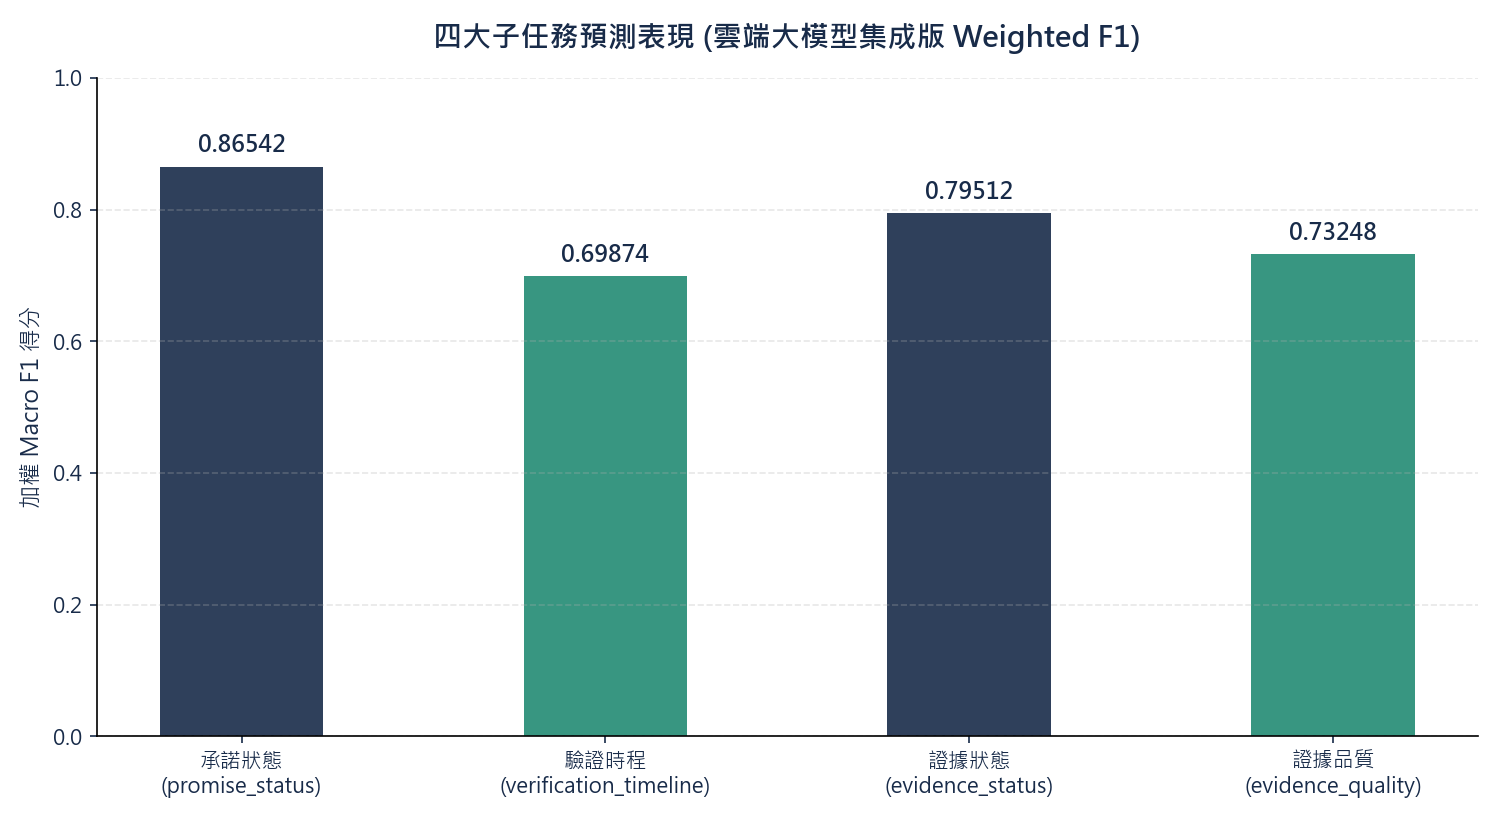 四大子任務預測表現 (雲端大模型集成版 Weighted F1)
加權 Macro F1 得分
1.0
0.8
0.6
0.4
0.2
0.0
0.86542
0.69874
0.79512
0.73248
承諾狀態
(promise_status)
驗證時程
(verification_timeline)
證據狀態
(evidence_status)
證據品質
(evidence_quality)